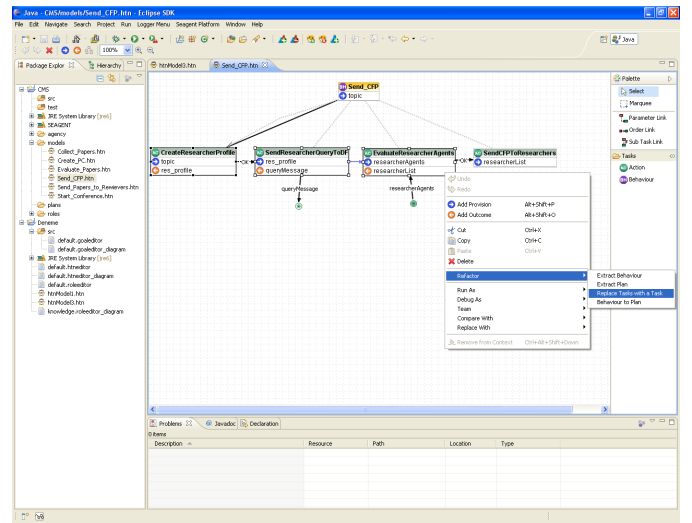 Java - CMS/models/Send_CFP.htn - Eclipse SDK
File Edit Navigate Search Project Run Logger Menu Seagent Platform Window Help
100%
Java
Package Explor
Hierarchy
htnModel3.htn
Send_CFP.htn
CMS
src
test
JRE System Library [jre6]
SEAGENT
agency
models
Collect_Papers.htn
Create_PC.htn
Evaluate_Papers.htn
Send_CFP.htn
Send_Papers_to_Reviewers.htn
Start_Conference.htn
plans
roles
Deneme
src
default.goaleditor
default.goaleditor_diagram
JRE System Library [jre6]
default.htneditor
default.htneditor_diagram
default.roleeditor
htnModel1.htn
htnModel3.htn
knowledge.roleeditor_diagram
BH Send_CFP
topic
CreateResearcherProfile
topic
res_profile
OK
SendResearcherQueryToDF
res_profile
queryMessage
EvaluateResearcherAgents
researcherAgents
researcherList
OK
SendCFPToResearchers
researcherList
queryMessage
researcherAgents
Undo
Redo
Add Provision Alt+Shift+P
Add Outcome Alt+Shift+O
Cut Ctrl+X
Copy Ctrl+C
Paste Ctrl+V
Delete
Refactor
Run As
Debug As
Team
Compare With
Replace With
Remove from Context Ctrl+Alt+Shift+Down
Extract Behaviour
Extract Plan
Replace Tasks with a Task
Behaviour to Plan
Palette
Select
Marquee
Parameter Link
Order Link
Sub Task Link
Tasks
Action
Behaviour
Problems
Javadoc
Declaration
0 items
Description Resource Path Location Type